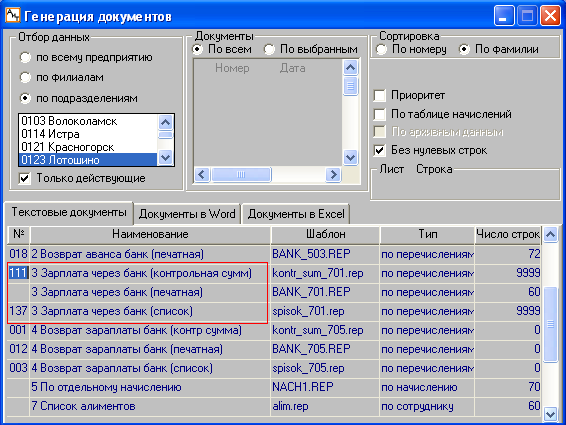 Генерация документов
Отбор данных
по всему предприятию
по филиалам
по подразделениям
0103 Волоколамск
0114 Истра
0121 Красногорск
0123 Лотошино
Только действующие
Документы
По всем По выбранным
Номер Дата
Сортировка
По номеру По фамилии
Приоритет
По таблице начислений
По архивным данным
Без нулевых строк
Лист Строка
Текстовые документы Документы в Word Документы в Excel
№ Наименование Шаблон Тип Число строк
018 2 Возврат аванса банк (печатная) BANK_503.REP по перечислениям 72
111 3 Зарплата через банк (контрольная сумм) kontr_sum_701.rep по перечислениям 9999
3 Зарплата через банк (печатная) BANK_701.REP по перечислениям 60
137 3 Зарплата через банк (список) spisok_701.rep по перечислениям 9999
001 4 Возврат зараплаты банк (контр сумма) kontr_sum_705.rep по перечислениям 0
012 4 Возврат зараплаты банк (печатная) BANK_705.REP по перечислениям 0
003 4 Возврат зараплаты банк (список) spisok_705.rep по перечислениям 0
5 По отдельному начислению NACH1.REP по начислению 70
7 Список алиментов alim.rep по сотруднику 60